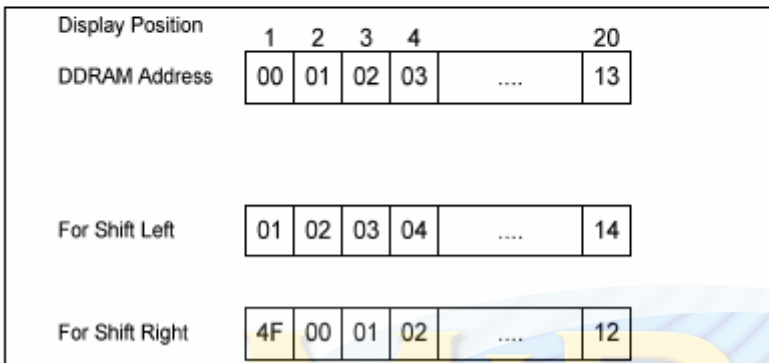 Display Position 1 2 3 4 20
DDRAM Address 00 01 02 03 .... 13
For Shift Left 01 02 03 04 .... 14
For Shift Right 4F 00 01 02 .... 12